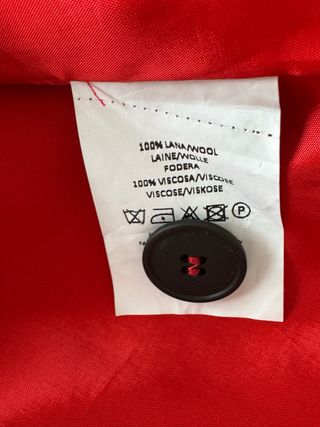 100% LANA/WOOL
LAINE/WOLLE
FODERA
100% VISCOSA/VISCOSE
VISCOSE/VISKOSE
P